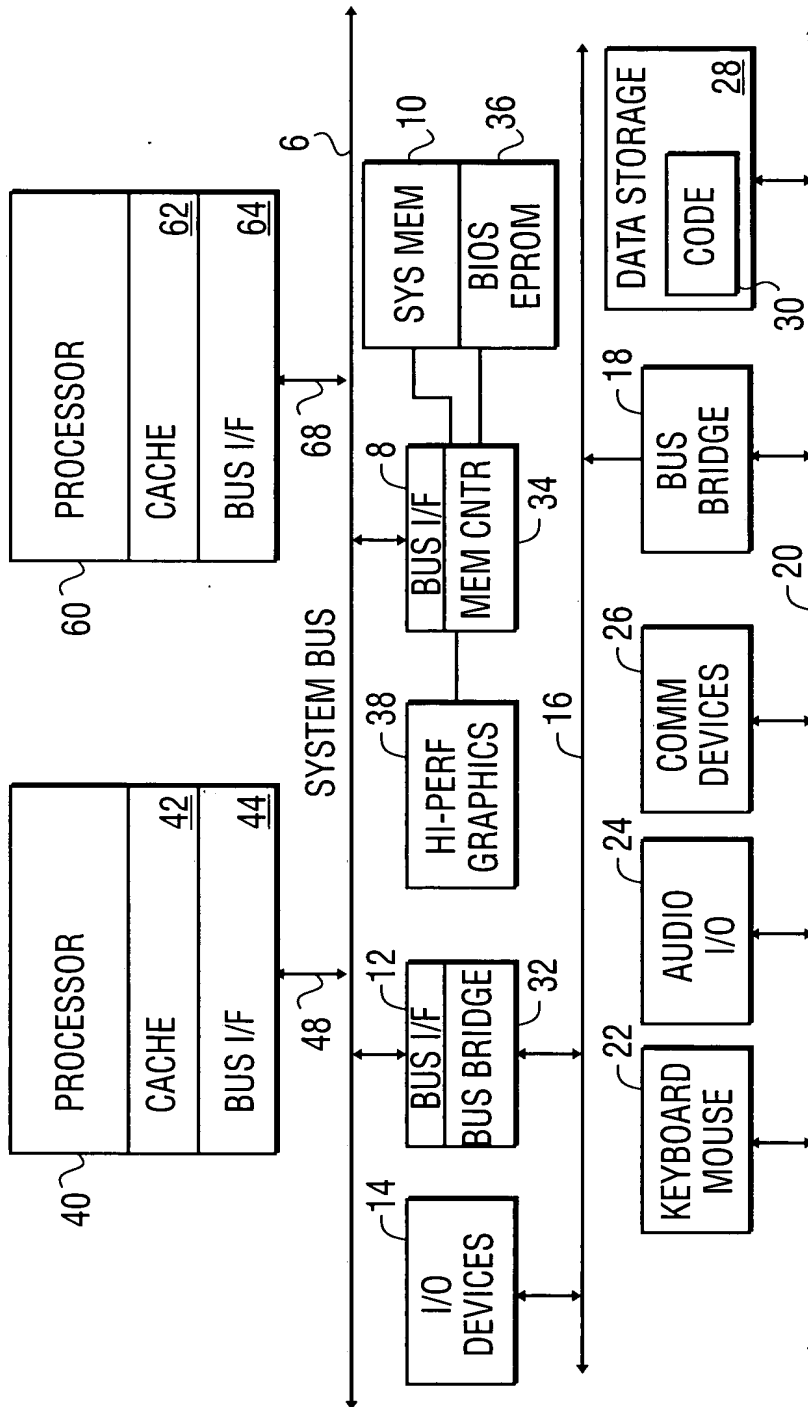 PROCESSOR
CACHE
42
BUS I/F
44
40
48
PROCESSOR
CACHE
62
BUS I/F
64
60
68
SYSTEM BUS
6
14
I/O
DEVICES
12
BUS I/F
BUS BRIDGE
32
38
HI-PERF
GRAPHICS
8
BUS I/F
MEM CNTR
34
10
SYS MEM
36
BIOS
EPROM
16
22
KEYBOARD
MOUSE
24
AUDIO
I/O
26
COMM
DEVICES
18
BUS
BRIDGE
DATA STORAGE
CODE
28
30
20